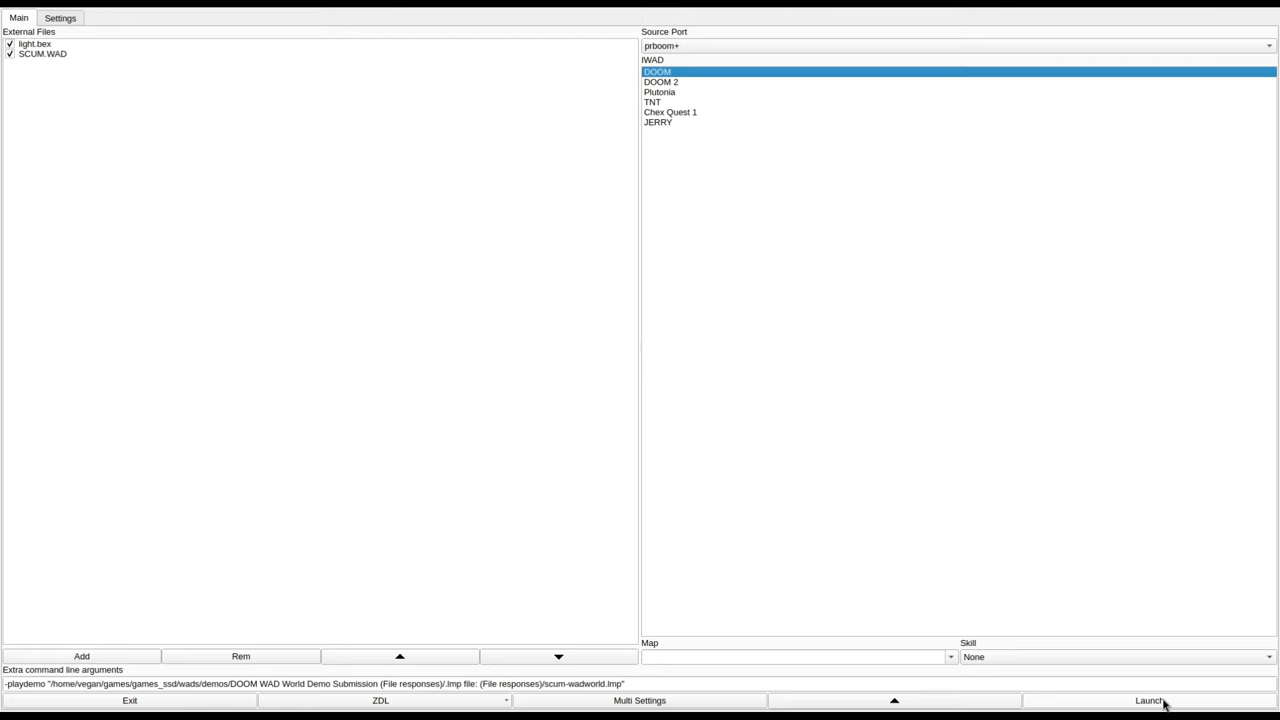 Main Settings
External Files
light.bex
SCUM.WAD
Source Port
prboom+
IWAD
DOOM
DOOM 2
Plutonia
TNT
Chex Quest 1
JERRY
Map
Skill
None
Add
Rem
Extra command line arguments
-playdemo "/home/vegan/games/games_ssd/wads/demos/DOOM WAD World Demo Submission (File responses)/.lmp file: (File responses)/scum-wadworld.lmp"
Exit
ZDL
Multi Settings
Launch